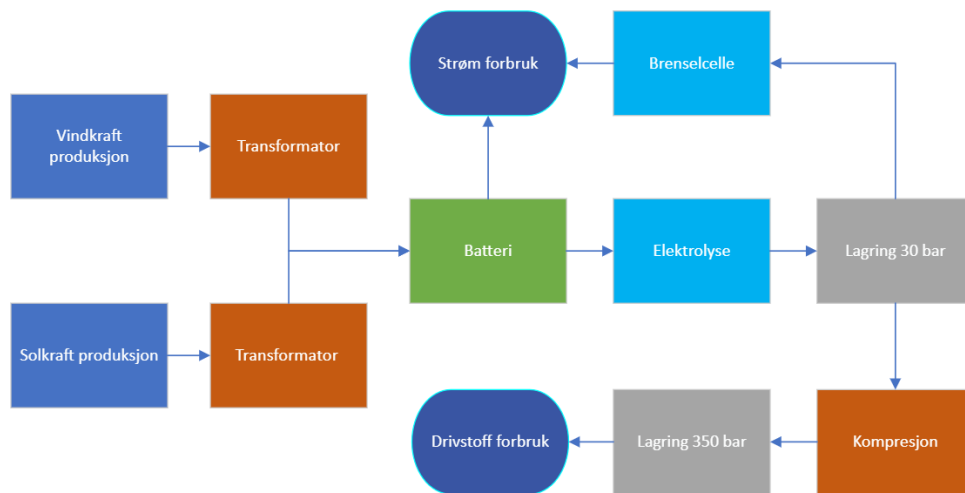 Strøm forbruk
Brenselcelle
Vindkraft
produksjon
Transformator
Batteri
Elektrolyse
Lagring 30 bar
Solkraft produksjon
Transformator
Drivstoff forbruk
Lagring 350 bar
Kompresjon